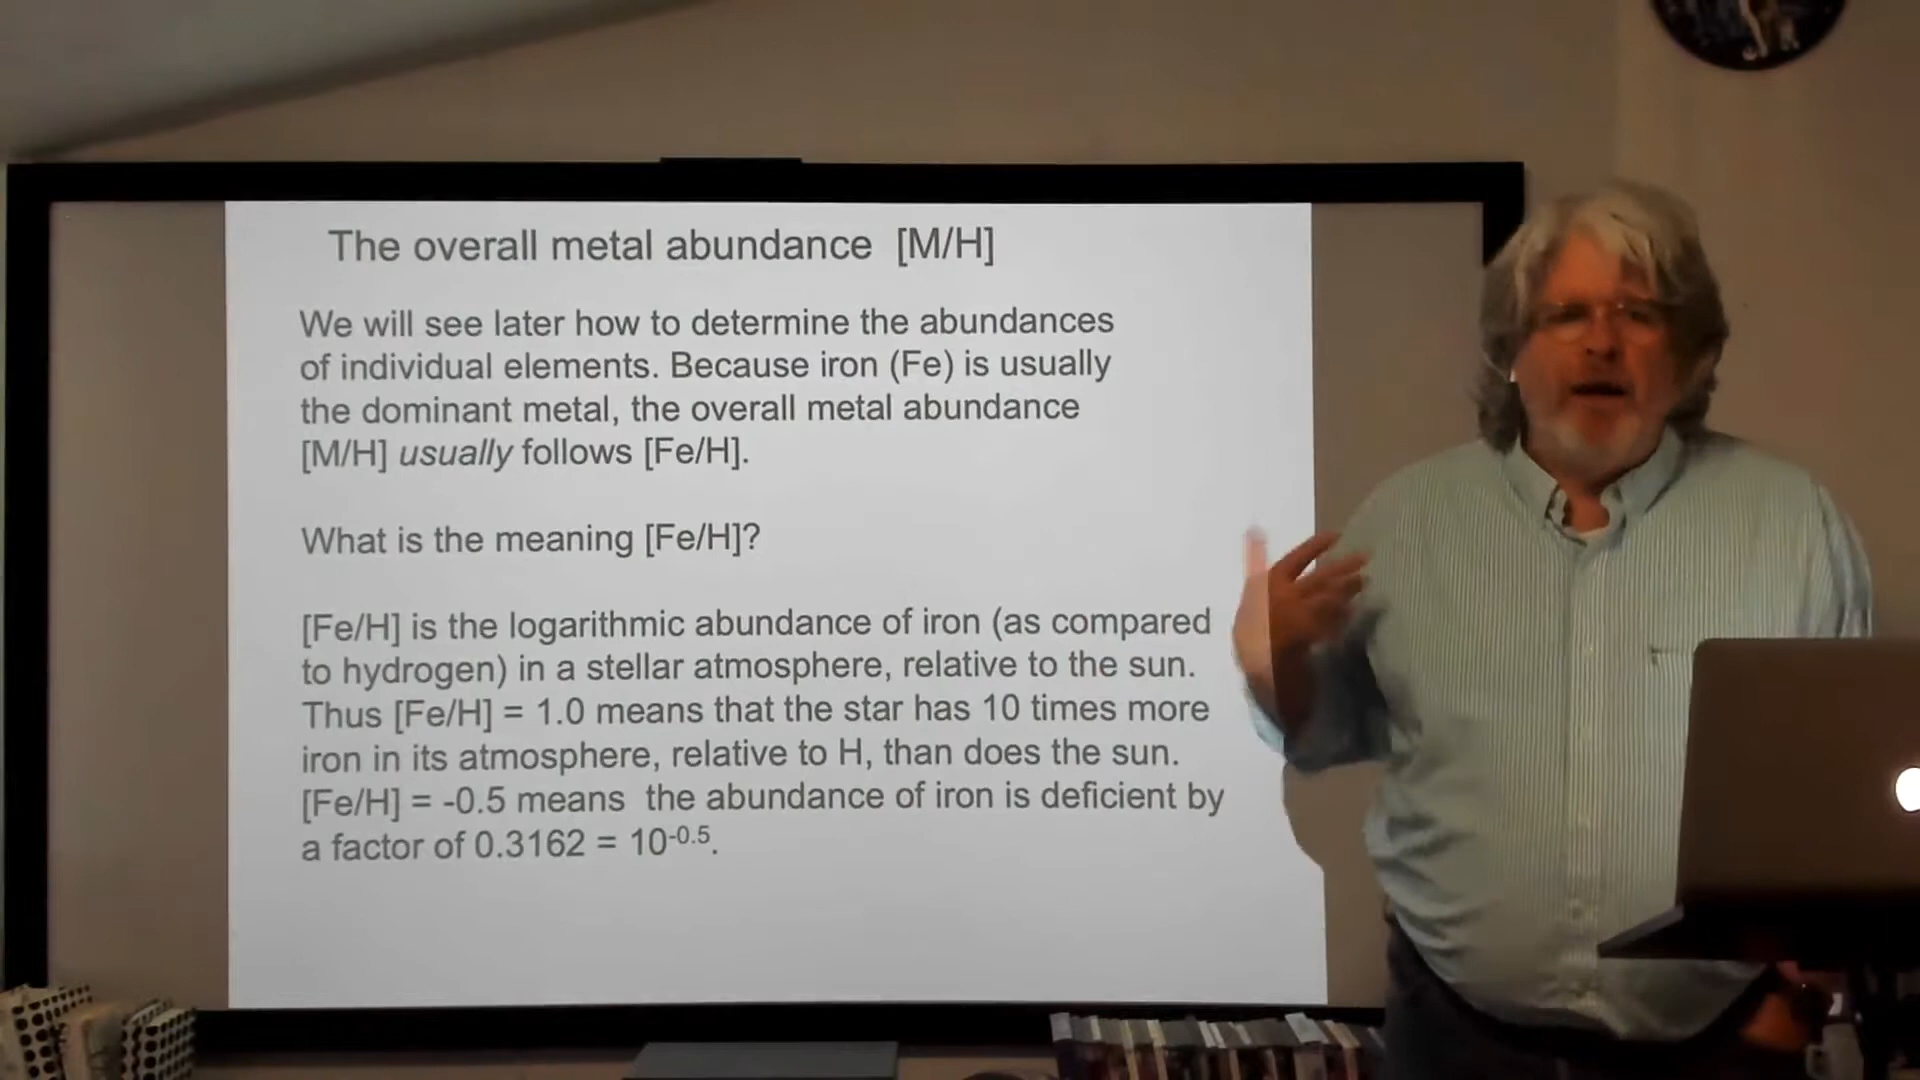 The overall metal abundance [M/H]
We will see later how to determine the abundances
of individual elements. Because iron (Fe) is usually
the dominant metal, the overall metal abundance
[M/H] usually follows [Fe/H].
What is the meaning [Fe/H]?
[Fe/H] is the logarithmic abundance of iron (as compared
to hydrogen) in a stellar atmosphere, relative to the sun.
Thus [Fe/H] = 1.0 means that the star has 10 times more
iron in its atmosphere, relative to H, than does the sun.
[Fe/H] = -0.5 means the abundance of iron is deficient by
a factor of 0.3162 = 10⁻⁰·⁵.